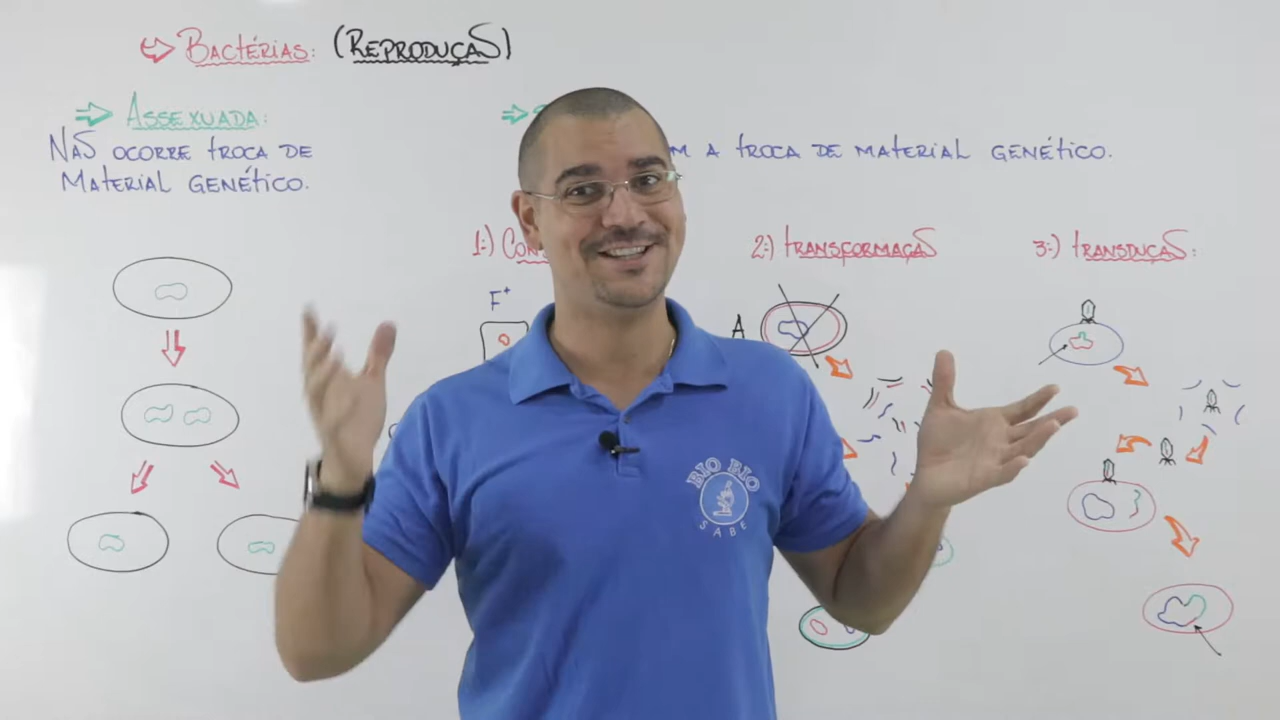 Bactérias: (Reprodução)
Assexuada:
Não ocorre troca de
material genético.
a troca de material genético.
1:)
2:) Transformação
3:) Transdução:
F+
A
BIO BIO
SABE